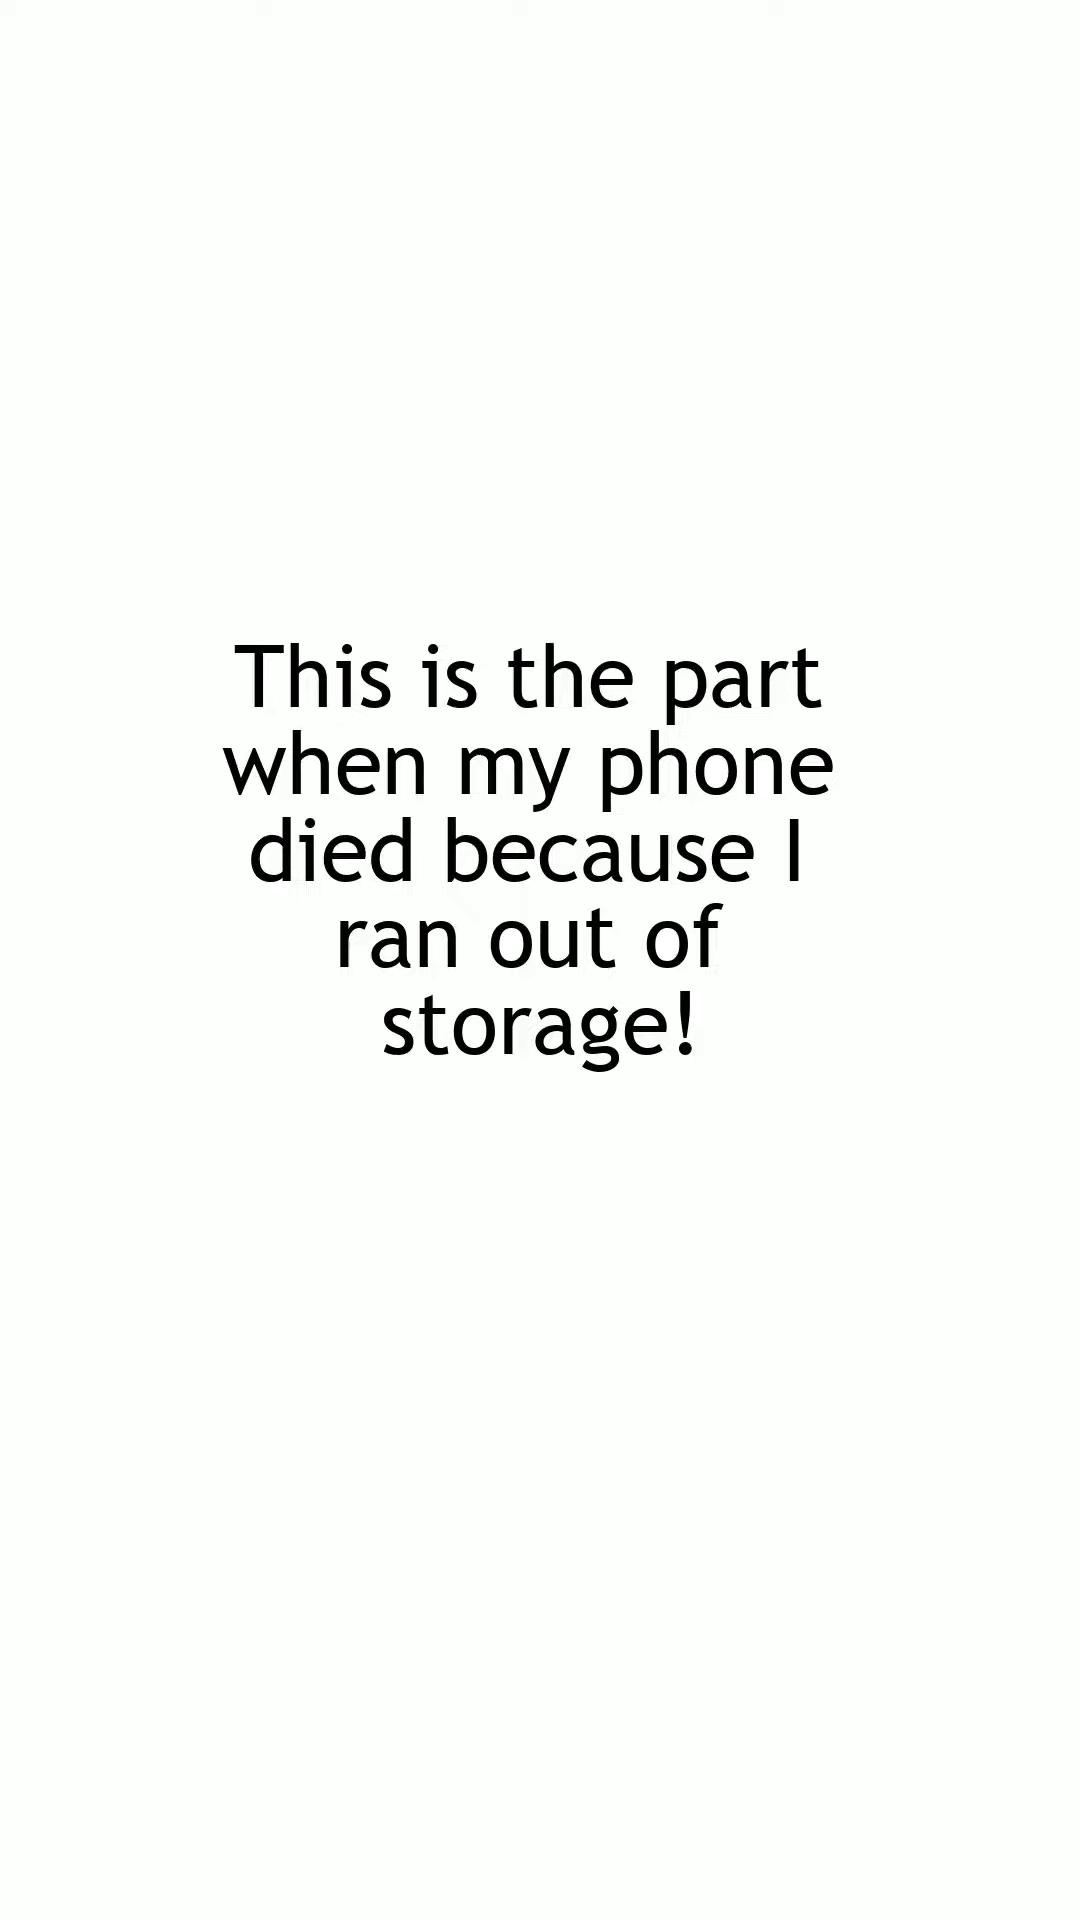 This is the part
when my phone
died because I
ran out of
storage!